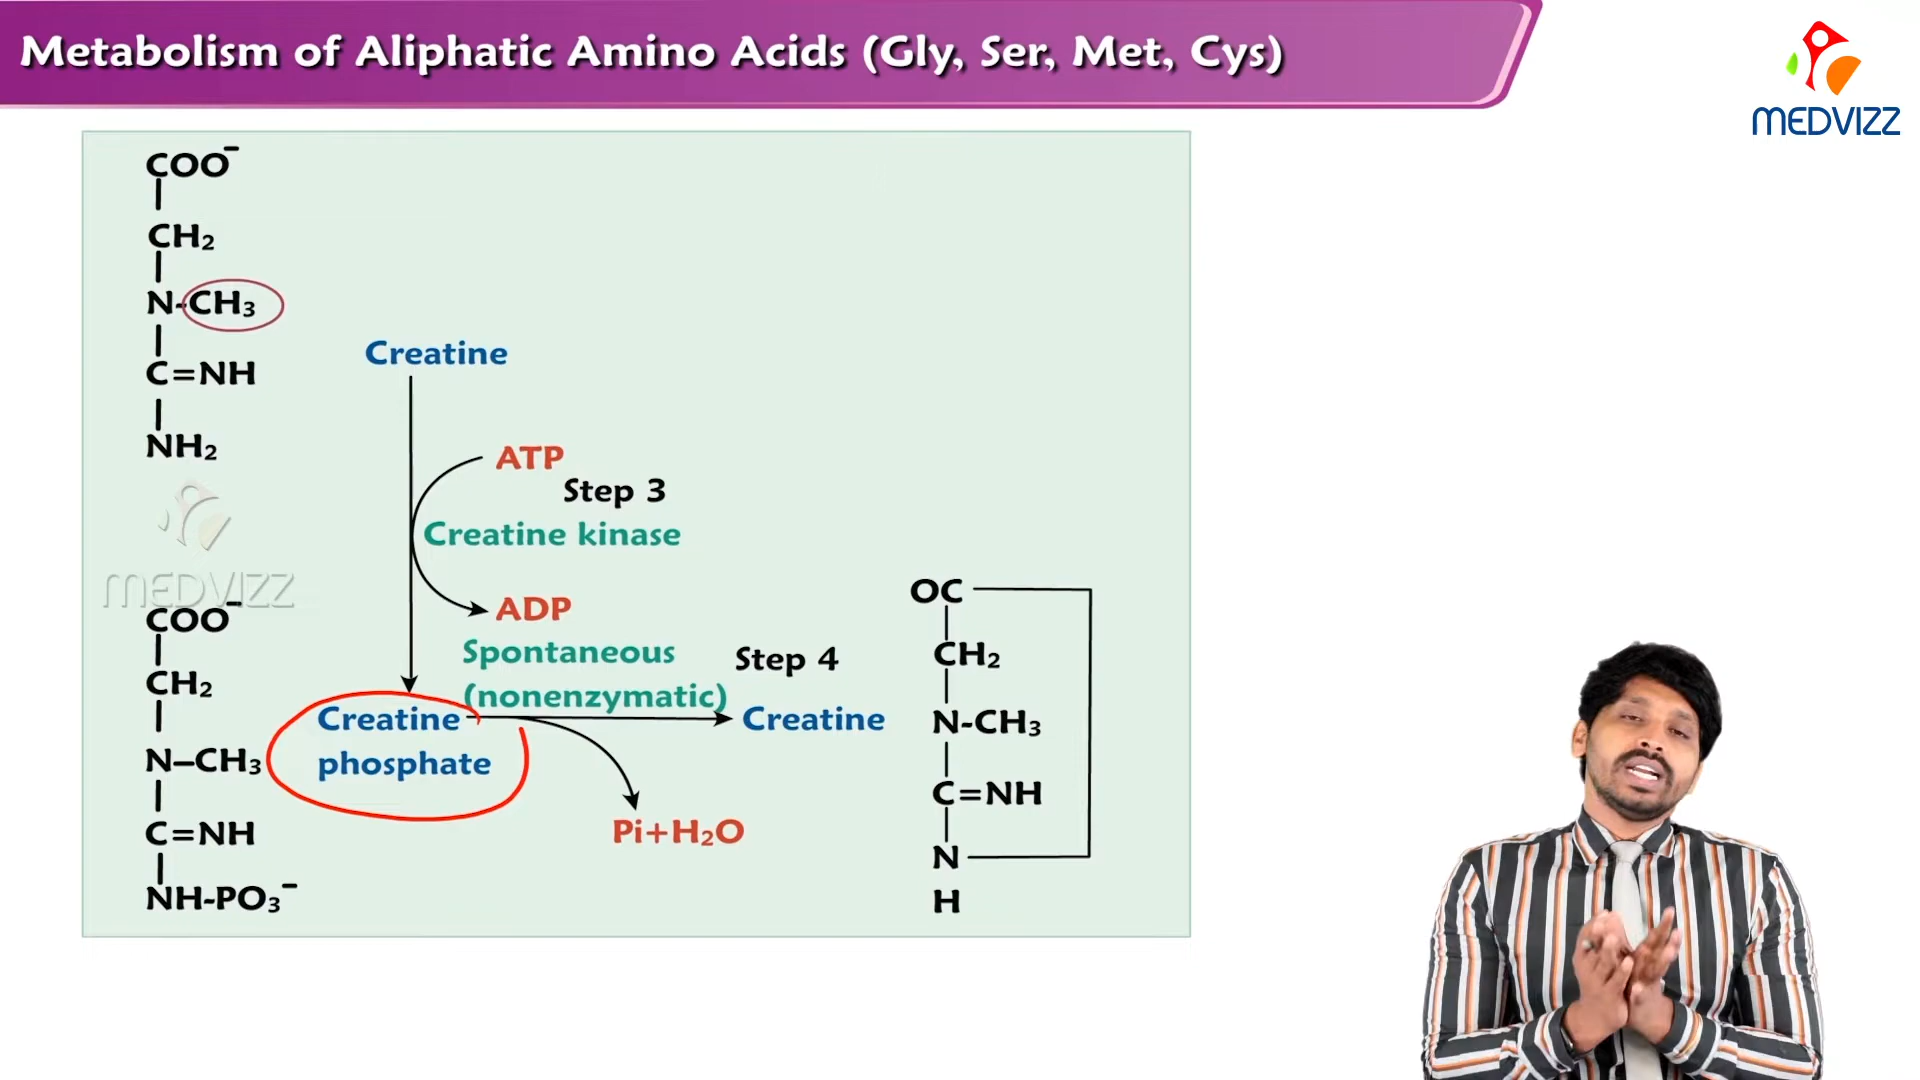 Metabolism of Aliphatic Amino Acids (Gly, Ser, Met, Cys)
MEDVIZZ
COO⁻
CH₂
N-CH₃
C=NH
NH₂
Creatine
ATP
Step 3
Creatine kinase
ADP
MEDVIZZ
COO⁻
CH₂
N–CH₃
C=NH
NH-PO₃⁻
Spontaneous
(nonenzymatic)
Step 4
Creatine
phosphate
Creatine
Pi+H₂O
OC
CH₂
N-CH₃
C=NH
N
H